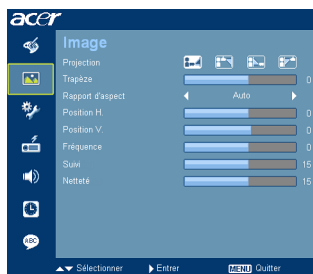 acer
Image
Projection
Trapèze 0
Rapport d'aspect Auto
Position H. 0
Position V. 0
Fréquence 0
Suivi 15
Netteté 15
ABC
Sélectionner Entrer MENU Quitter